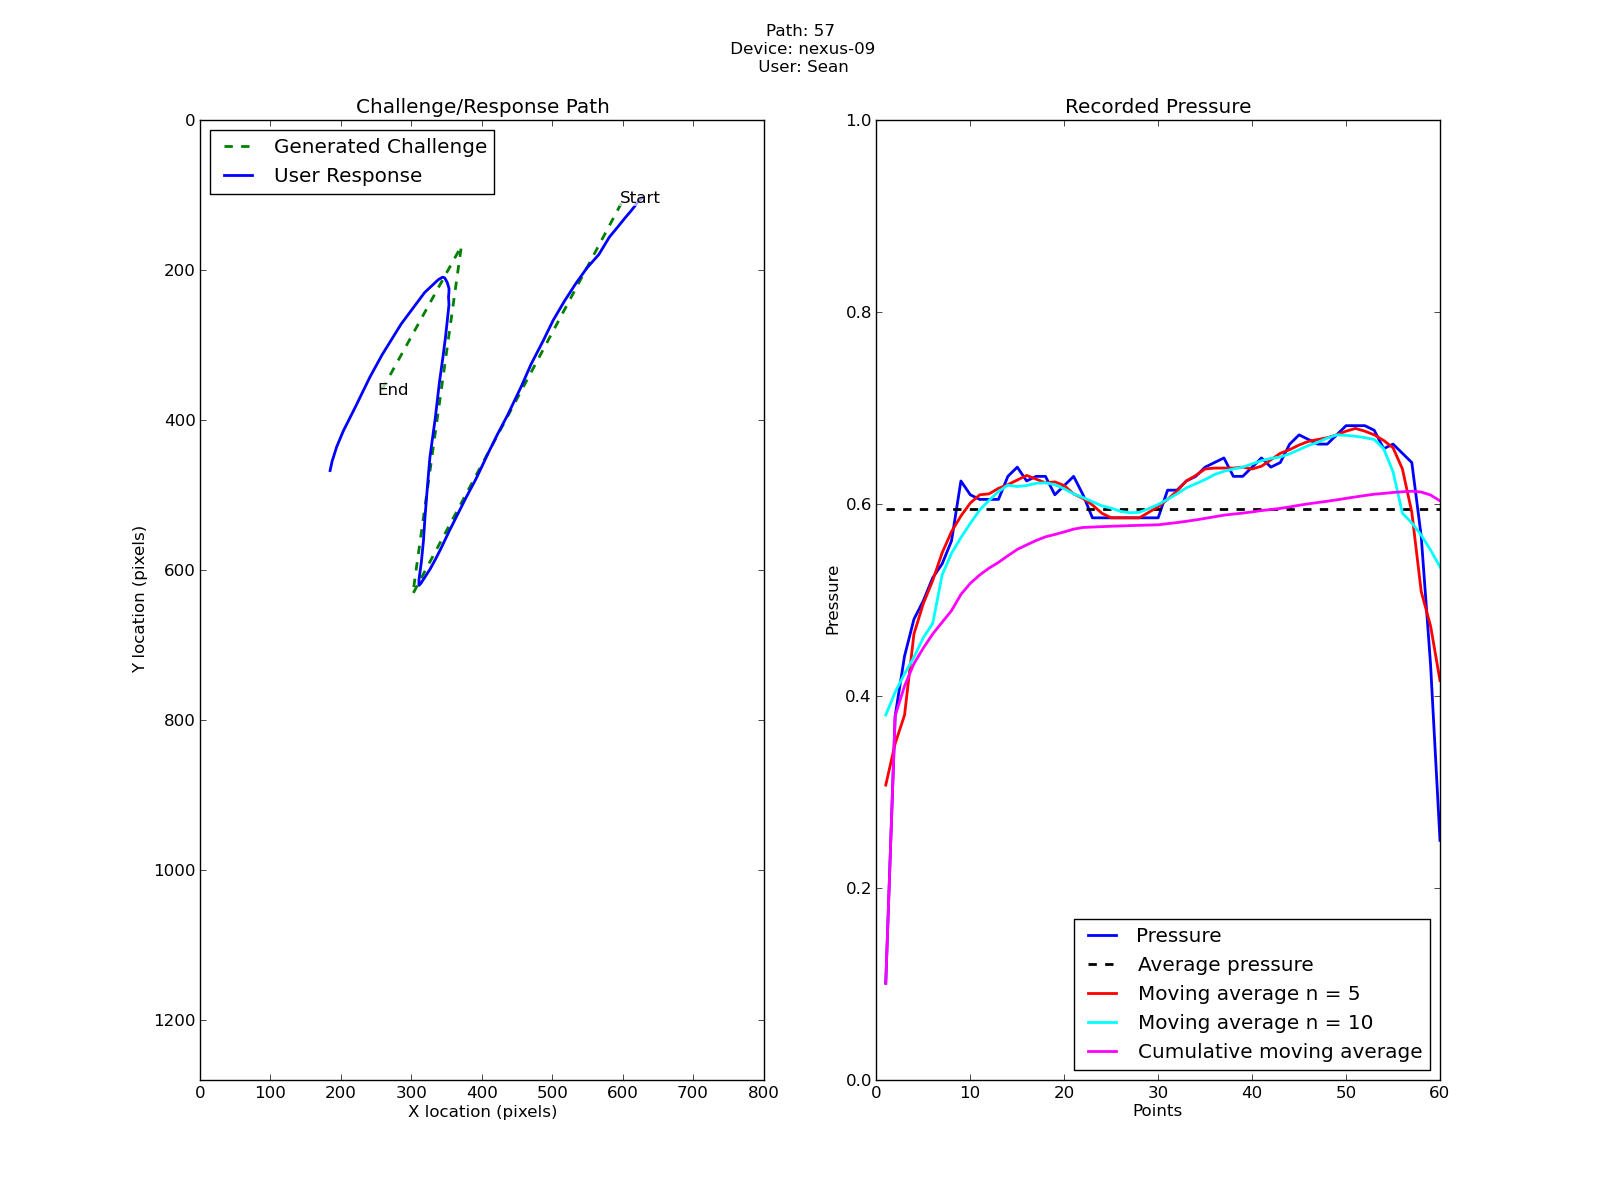 Path: 57
Device: nexus-09
User: Sean
Challenge/Response Path
Generated Challenge
User Response
Start
End
0
200
400
600
800
1000
1200
Y location (pixels)
0 100 200 300 400 500 600 700 800
X location (pixels)
Recorded Pressure
1.0
0.8
0.6
0.4
0.2
0.0
Pressure
Pressure
Average pressure
Moving average n = 5
Moving average n = 10
Cumulative moving average
0 10 20 30 40 50 60
Points